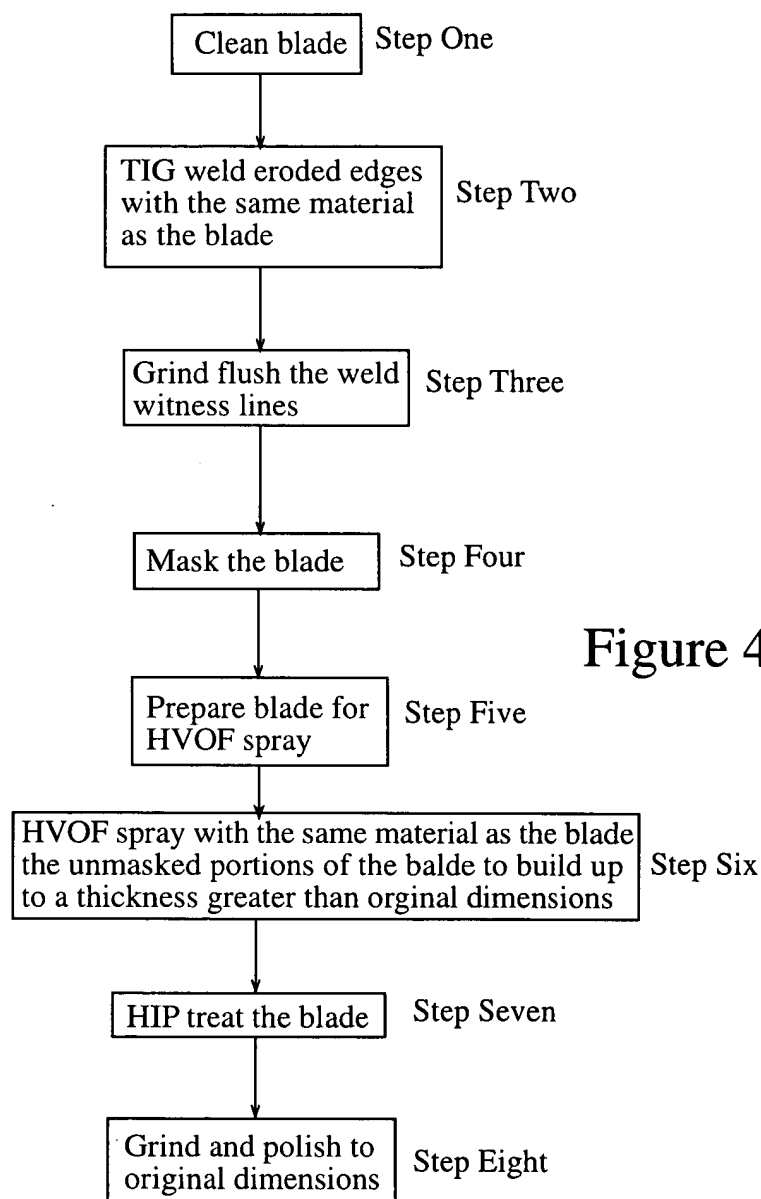 Clean blade
Step One
TIG weld eroded edges
with the same material
as the blade
Step Two
Grind flush the weld
witness lines
Step Three
Mask the blade
Step Four
Figure 4
Prepare blade for
HVOF spray
Step Five
HVOF spray with the same material as the blade
the unmasked portions of the balde to build up
to a thickness greater than orginal dimensions
Step Six
HIP treat the blade
Step Seven
Grind and polish to
original dimensions
Step Eight